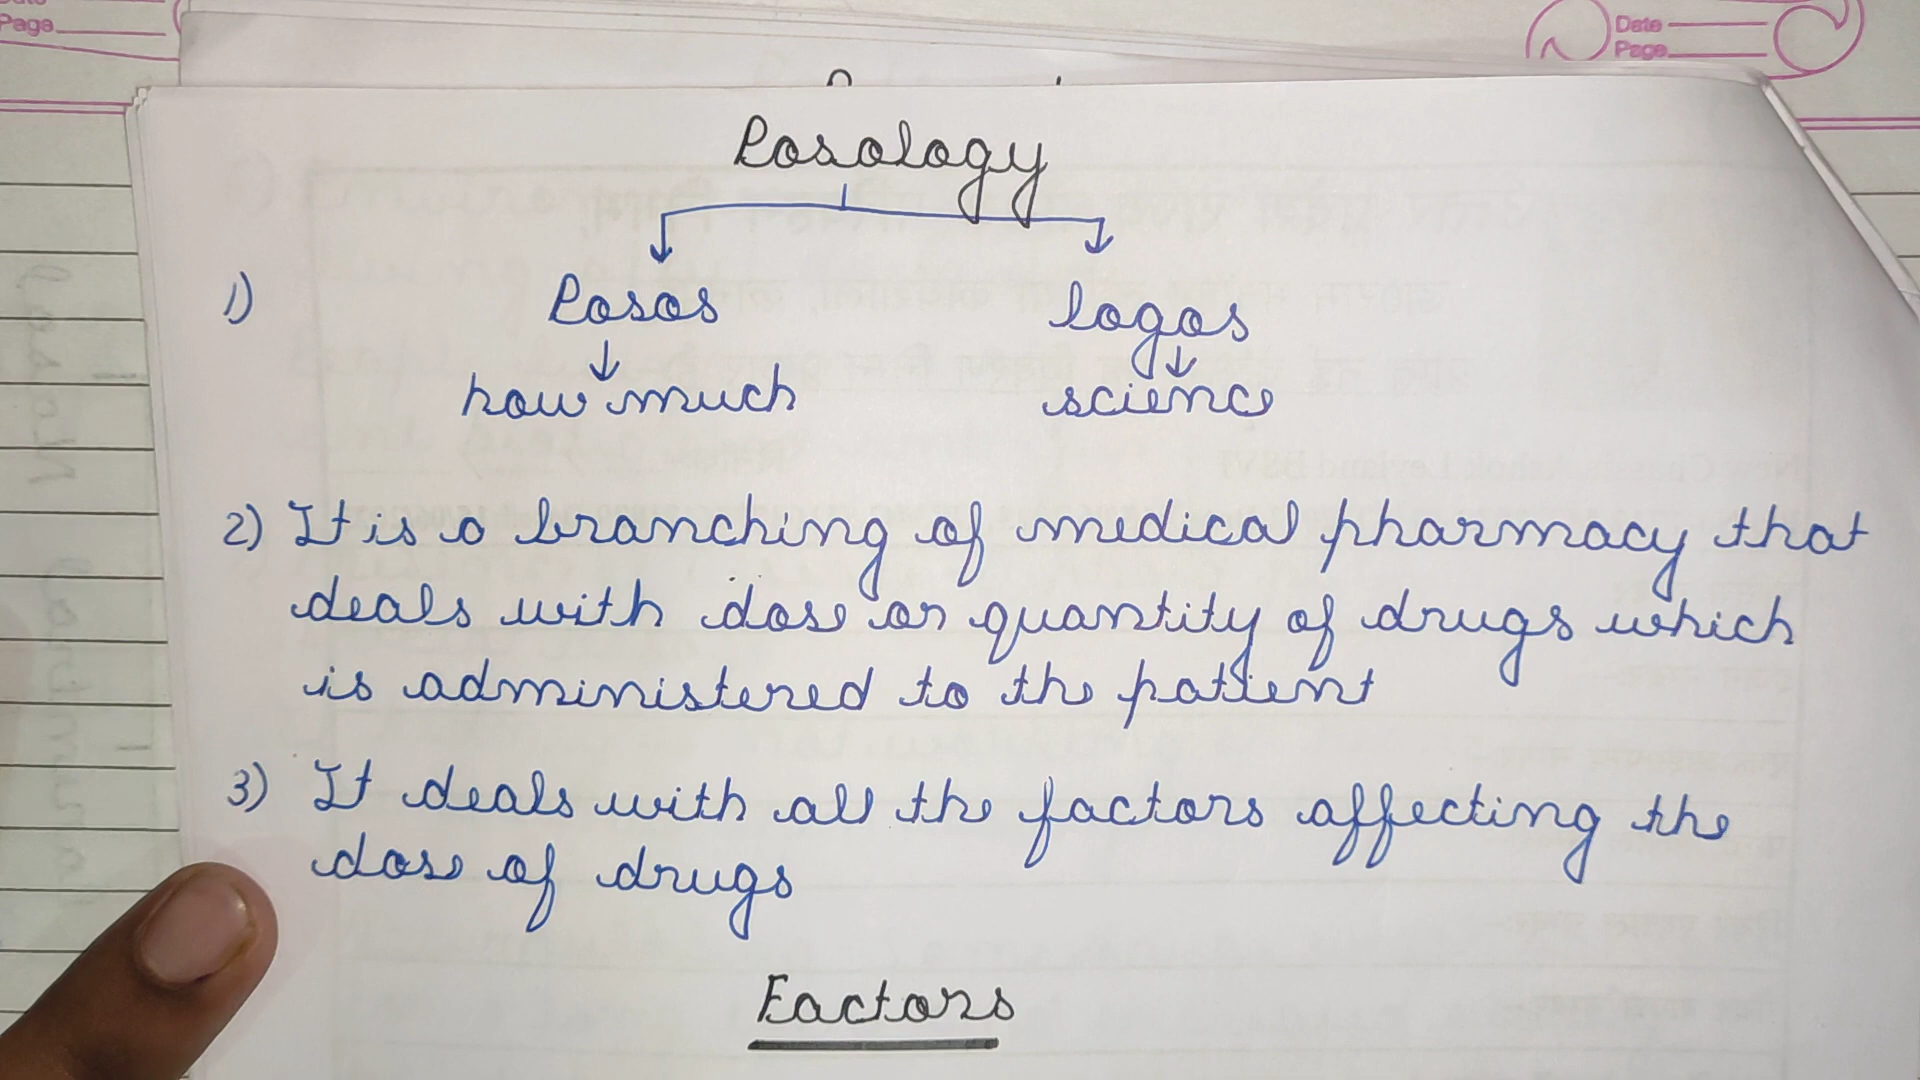 Date
Page
Date
Page
Posology
1) Posos logos
how much science
2) It is a branching of medical pharmacy that
deals with dose or quantity of drugs which
is administered to the patient
3) It deals with all the factors affecting the
dose of drugs
Factors